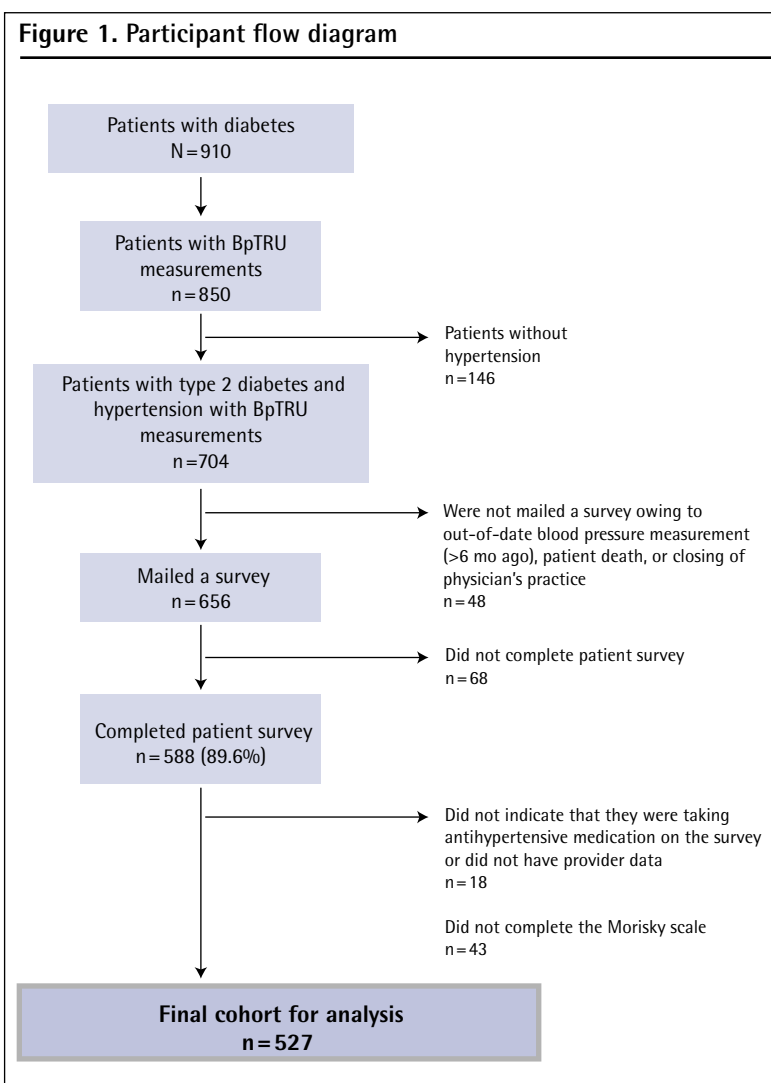 Figure 1. Participant flow diagram
Patients with diabetes
N=910
Patients with BpTRU
measurements
n=850
Patients without
hypertension
n=146
Patients with type 2 diabetes and
hypertension with BpTRU
measurements
n=704
Were not mailed a survey owing to
out-of-date blood pressure measurement
(>6 mo ago), patient death, or closing of
physician's practice
n=48
Mailed a survey
n=656
Did not complete patient survey
n=68
Completed patient survey
n=588 (89.6%)
Did not indicate that they were taking
antihypertensive medication on the survey
or did not have provider data
n=18
Did not complete the Morisky scale
n=43
Final cohort for analysis
n=527